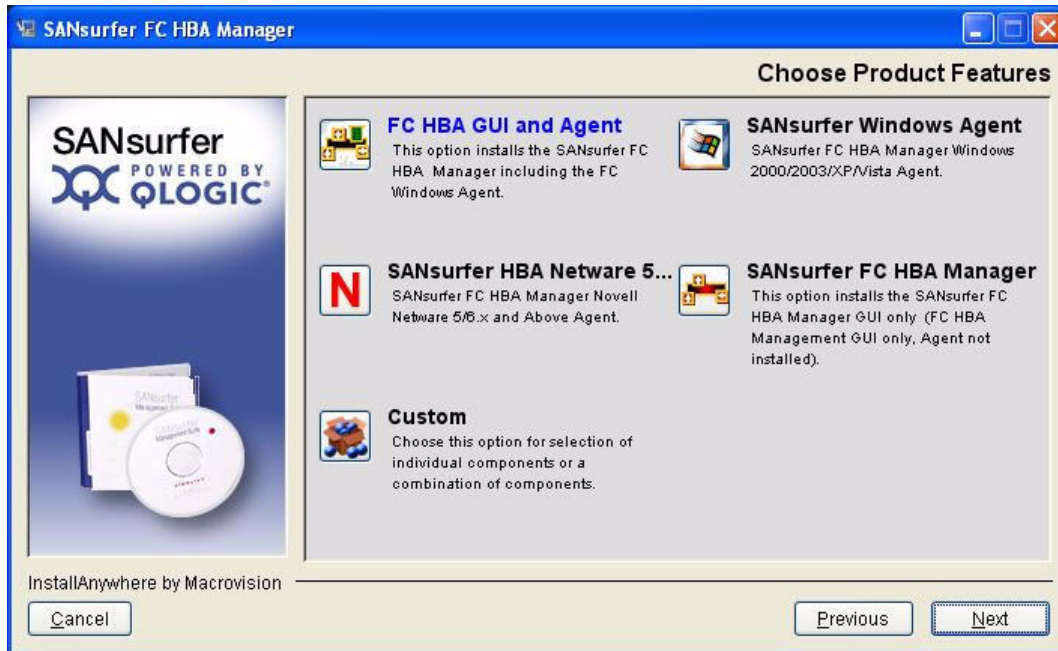 SANsurfer FC HBA Manager
Choose Product Features
SANsurfer
POWERED BY
QLOGIC
FC HBA GUI and Agent
This option installs the SANsurfer FC
HBA Manager including the FC
Windows Agent.
SANsurfer Windows Agent
SANsurfer FC HBA Manager Windows
2000/2003/XP/Vista Agent.
N
SANsurfer HBA Netware 5...
SANsurfer FC HBA Manager Novell
Netware 5/6.x and Above Agent.
SANsurfer FC HBA Manager
This option installs the SANsurfer FC
HBA Manager GUI only (FC HBA
Management GUI only, Agent not
installed).
Custom
Choose this option for selection of
individual components or a
combination of components.
SANsurfer
Management Suite
InstallAnywhere by Macrovision
Cancel
Previous
Next